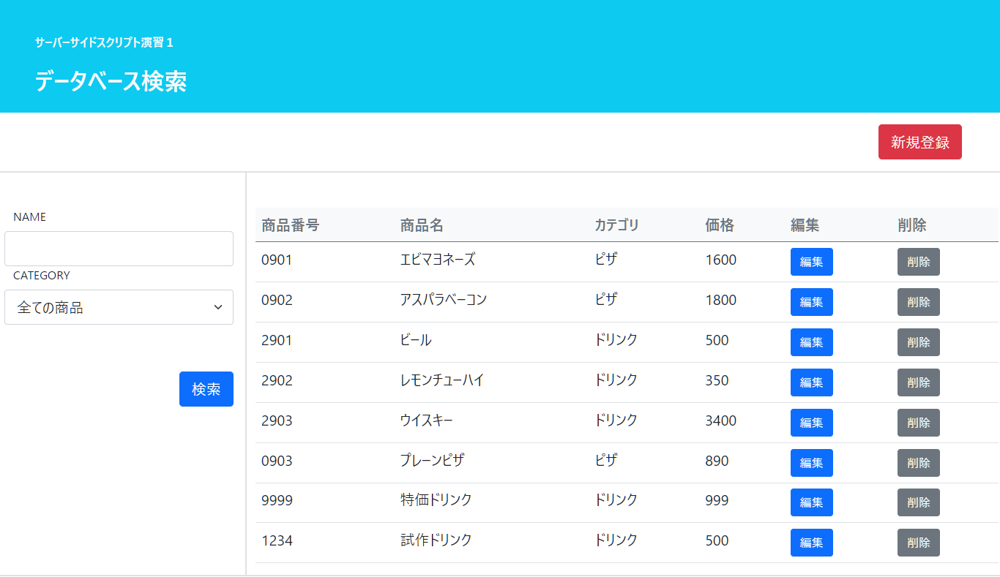 サーバーサイドスクリプト演習1
データベース検索
新規登録
NAME
CATEGORY
全ての商品
検索
商品番号 商品名 カテゴリ 価格 編集 削除
0901 エビマヨネーズ ピザ 1600 編集 削除
0902 アスパラベーコン ピザ 1800 編集 削除
2901 ビール ドリンク 500 編集 削除
2902 レモンチューハイ ドリンク 350 編集 削除
2903 ウイスキー ドリンク 3400 編集 削除
0903 プレーンピザ ピザ 890 編集 削除
9999 特価ドリンク ドリンク 999 編集 削除
1234 試作ドリンク ドリンク 500 編集 削除